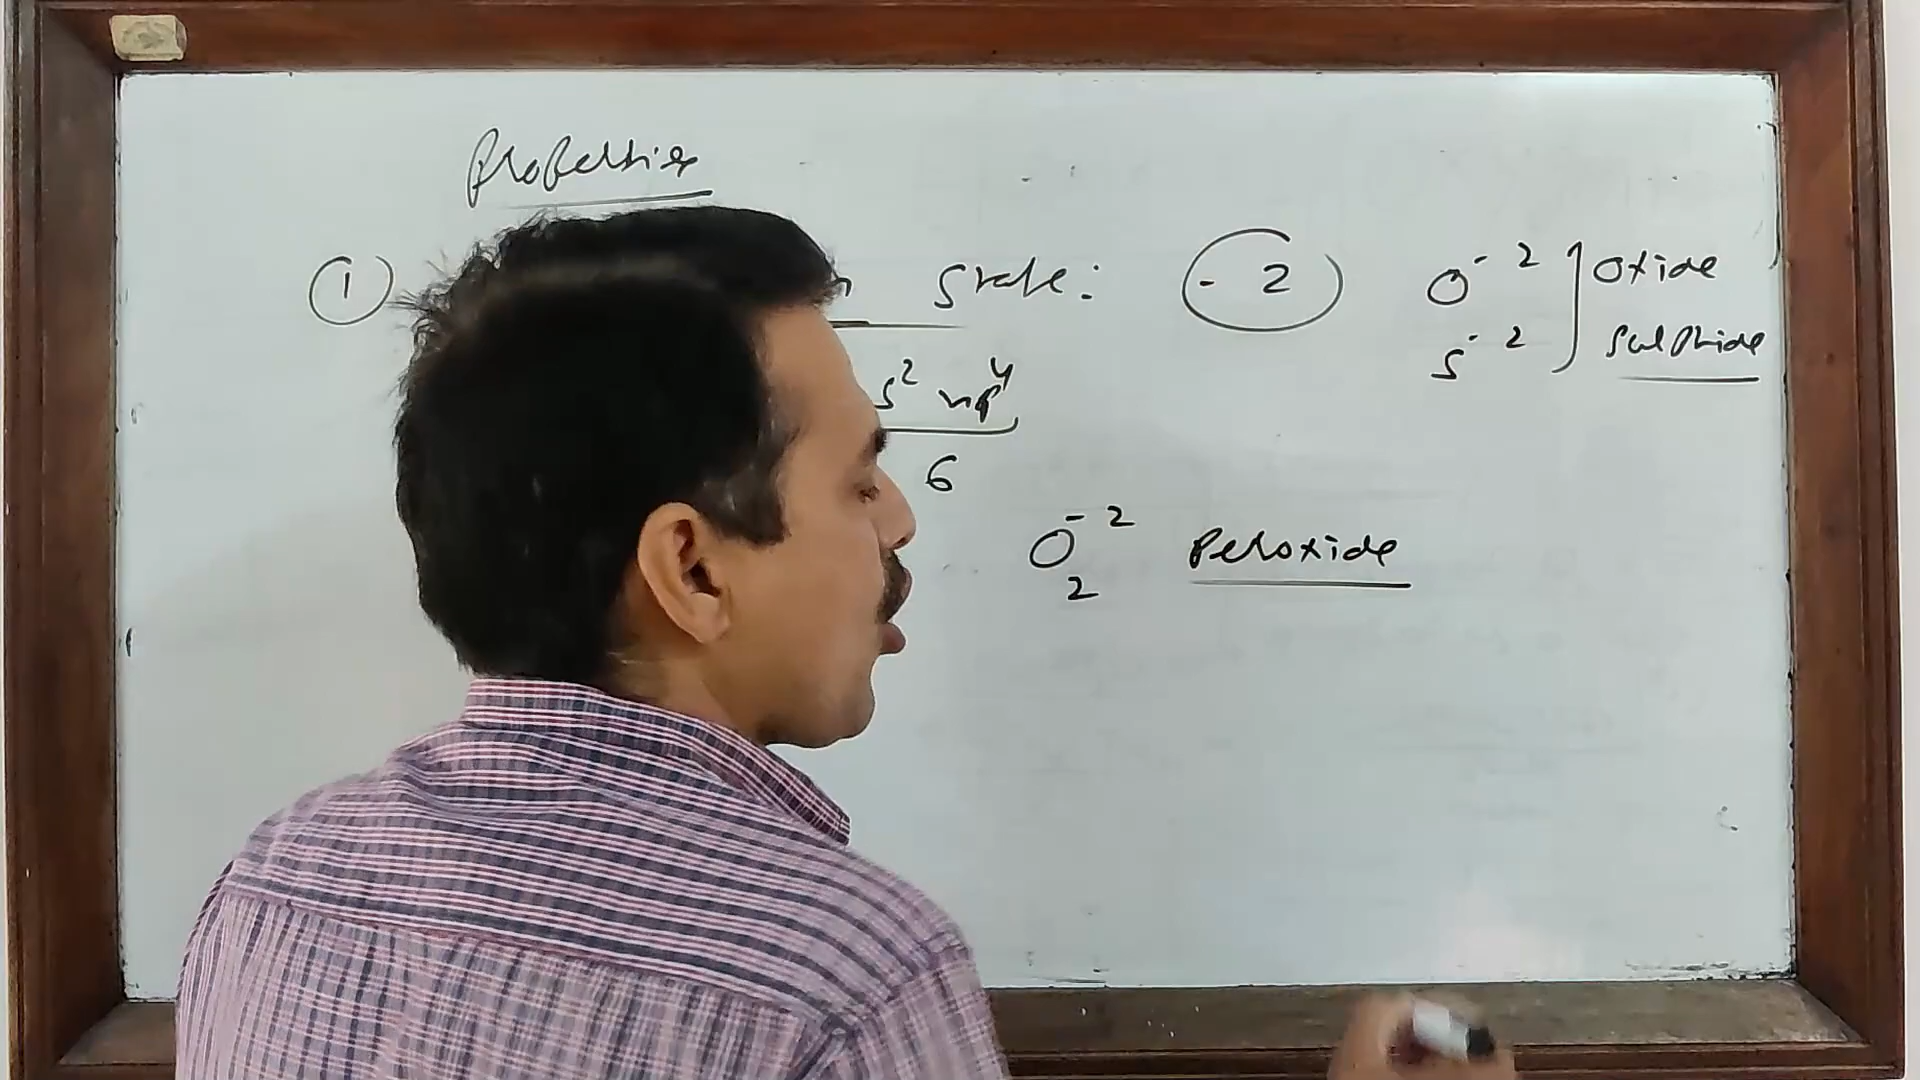 Properties
① n State: -2 O⁻² ] Oxide
S⁻² Sulphide
s² np⁴
6
O₂⁻² Peroxide